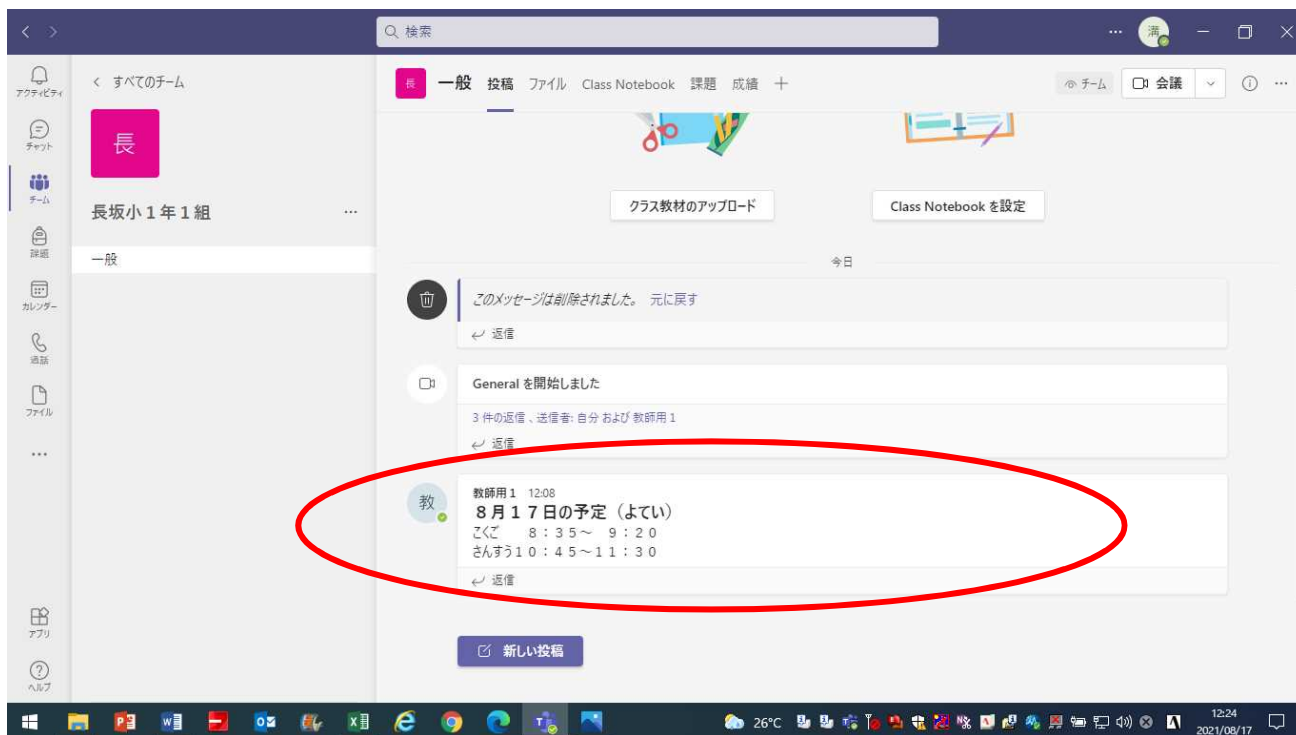 検索
満
アクティビティ
チャット
チーム
課題
カレンダー
通話
ファイル
アプリ
ヘルプ
すべてのチーム
長
長坂小１年１組
一般
長 一般 投稿 ファイル Class Notebook 課題 成績
チーム
会議
クラス教材のアップロード
Class Notebook を設定
今日
このメッセージは削除されました。 元に戻す
返信
General を開始しました
3 件の返信、送信者: 自分 および 教師用 1
返信
教
教師用 1 12:08
８月１７日の予定（よてい）
こくご　　８：３５～　９：２０
さんすう１０：４５～１１：３０
返信
新しい投稿
26°C
12:24
2021/08/17